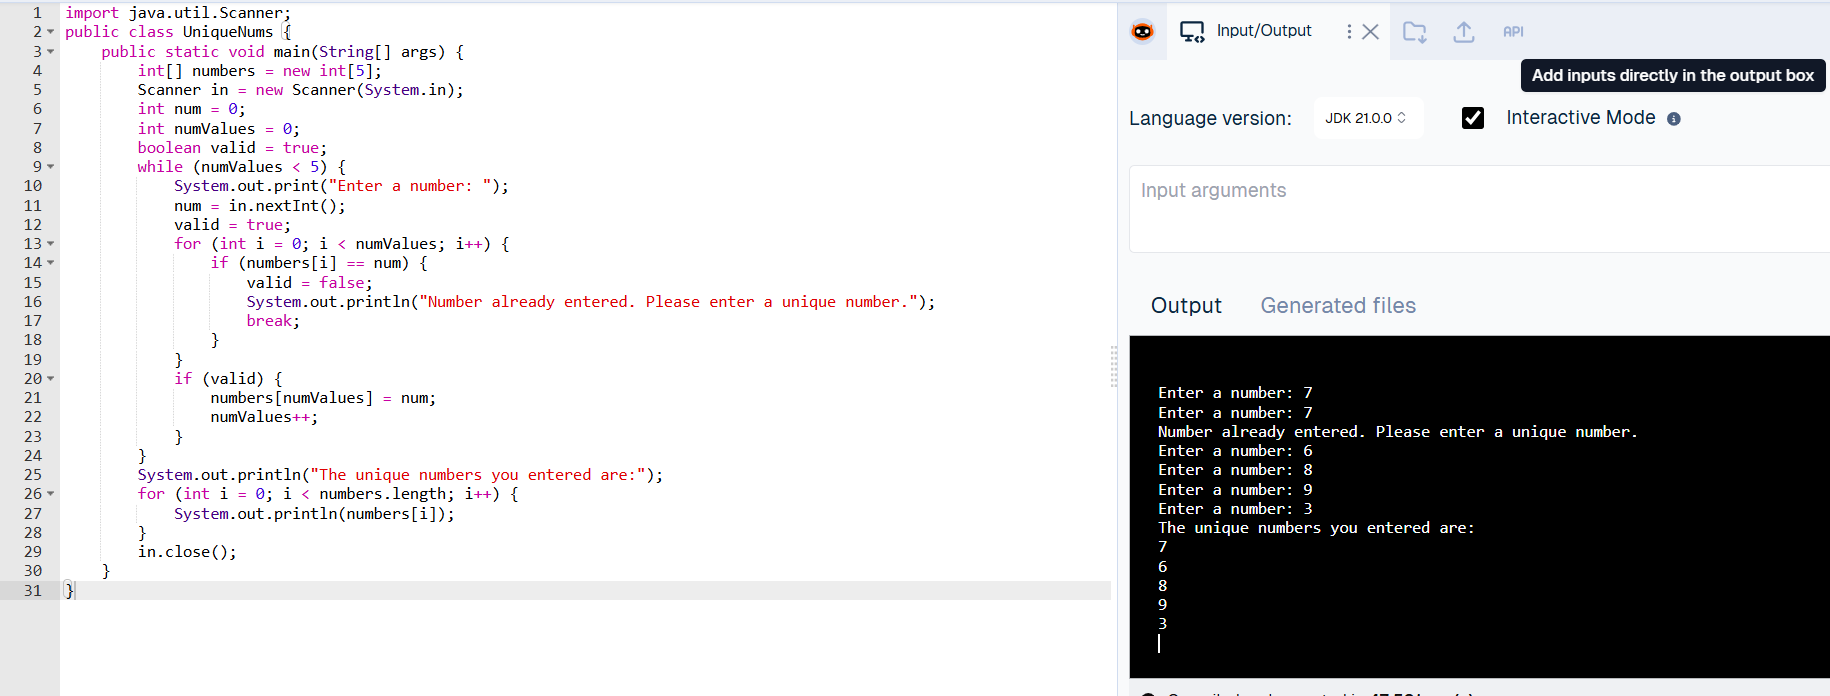 1 import java.util.Scanner;
2 public class UniqueNums {
3     public static void main(String[] args) {
4         int[] numbers = new int[5];
5         Scanner in = new Scanner(System.in);
6         int num = 0;
7         int numValues = 0;
8         boolean valid = true;
9         while (numValues < 5) {
10             System.out.print("Enter a number: ");
11             num = in.nextInt();
12             valid = true;
13             for (int i = 0; i < numValues; i++) {
14                 if (numbers[i] == num) {
15                     valid = false;
16                     System.out.println("Number already entered. Please enter a unique number.");
17                     break;
18                 }
19             }
20             if (valid) {
21                 numbers[numValues] = num;
22                 numValues++;
23             }
24         }
25         System.out.println("The unique numbers you entered are:");
26         for (int i = 0; i < numbers.length; i++) {
27             System.out.println(numbers[i]);
28         }
29         in.close();
30     }
31 }
Input/Output
API
Add inputs directly in the output box
Language version:
JDK 21.0.0
Interactive Mode
Input arguments
Output
Generated files
Enter a number: 7
Enter a number: 7
Number already entered. Please enter a unique number.
Enter a number: 6
Enter a number: 8
Enter a number: 9
Enter a number: 3
The unique numbers you entered are:
7
6
8
9
3